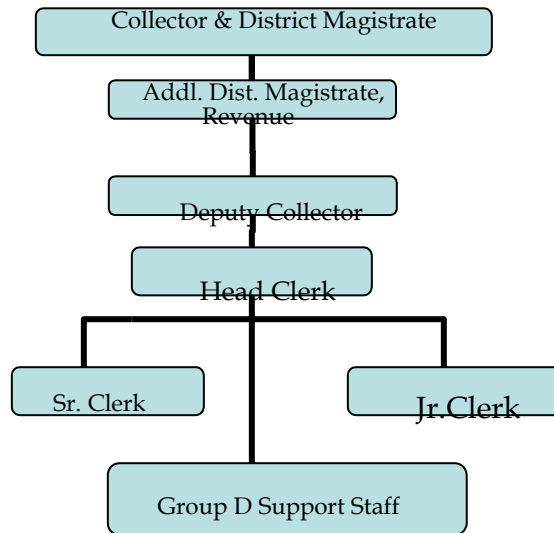 Collector & District Magistrate
Addl. Dist. Magistrate,
Revenue
Deputy Collector
Head Clerk
Sr. Clerk
Jr.Clerk
Group D Support Staff